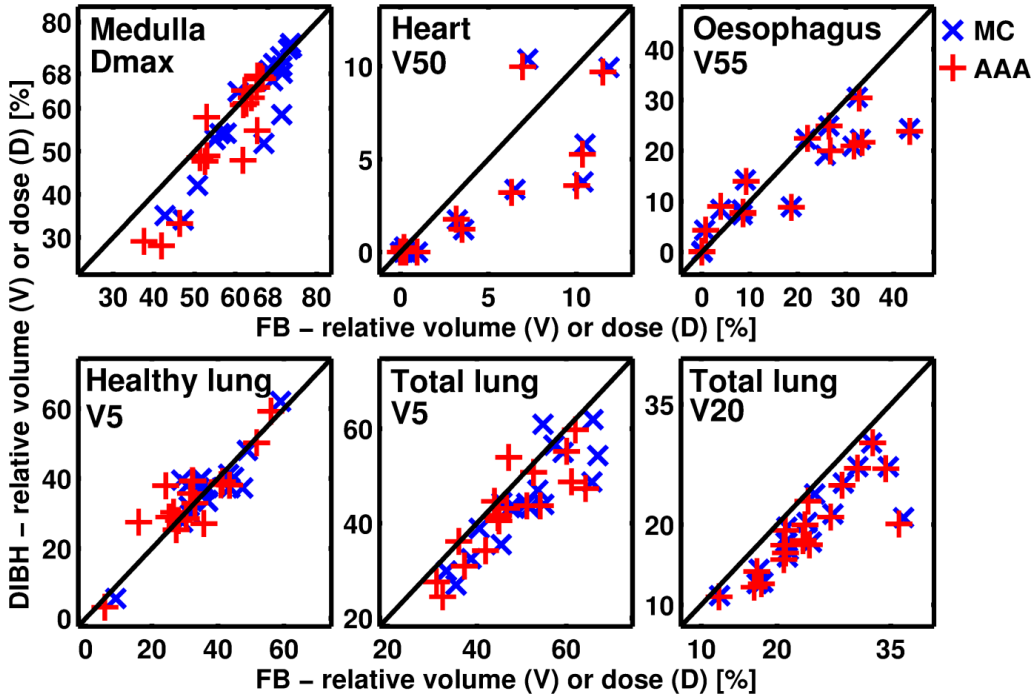 80
68
60
50
40
30
Medulla
Dmax
30
40
50
60
68
80
10
5
0
Heart
V50
0
5
10
40
30
20
10
0
Oesophagus
V55
0
10
20
30
40
MC
AAA
FB – relative volume (V) or dose (D) [%]
DIBH – relative volume (V) or dose (D) [%]
60
40
20
0
Healthy lung
V5
0
20
40
60
60
40
20
Total lung
V5
20
40
60
35
20
10
Total lung
V20
10
20
35
FB – relative volume (V) or dose (D) [%]